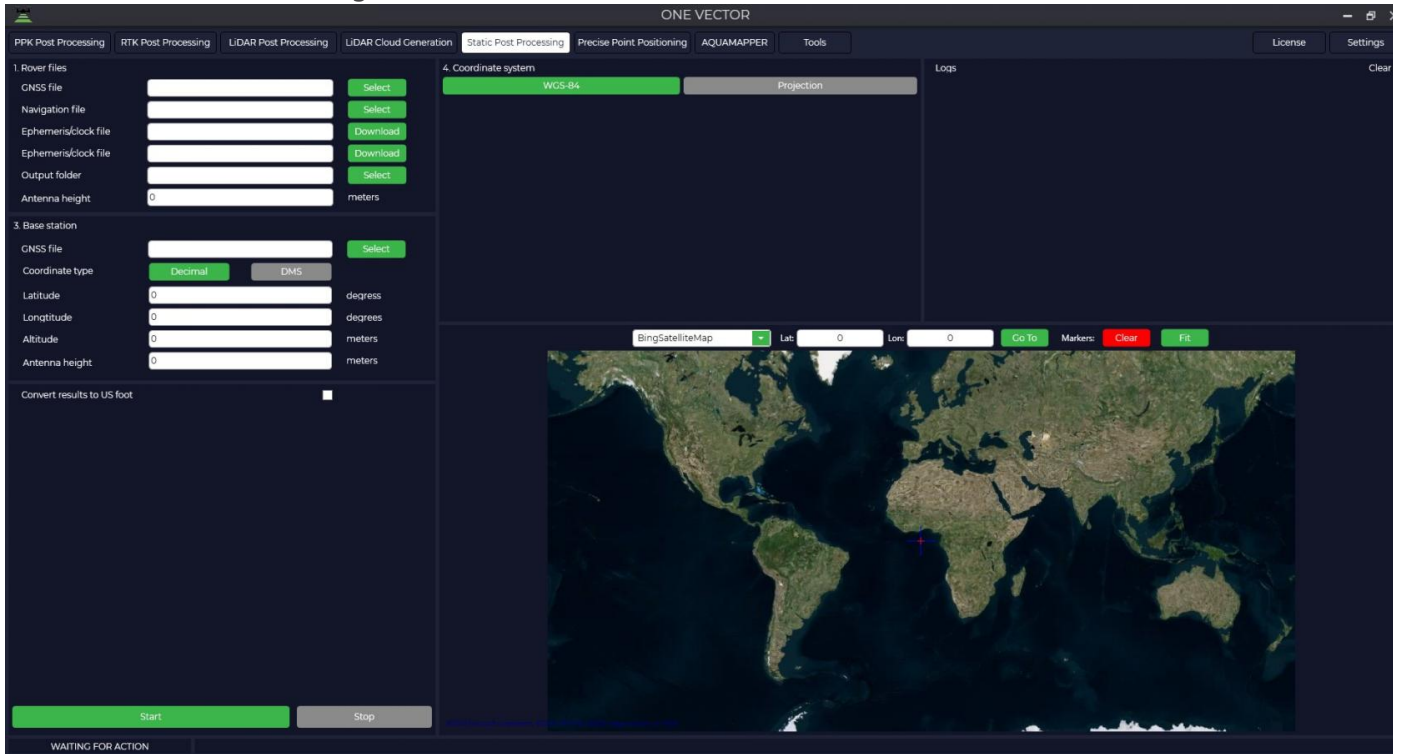 ONE VECTOR
PPK Post Processing RTK Post Processing LiDAR Post Processing LiDAR Cloud Generation Static Post Processing Precise Point Positioning AQUAMAPPER Tools License Settings
1. Rover files
GNSS file Select
Navigation file Select
Ephemeris/clock file Download
Ephemeris/clock file Download
Output folder Select
Antenna height 0 meters
3. Base station
GNSS file Select
Coordinate type Decimal DMS
Latitude 0 degress
Longtitude 0 degrees
Altitude 0 meters
Antenna height 0 meters
Convert results to US foot
Start Stop
WAITING FOR ACTION
4. Coordinate system
WGS-84 Projection
Logs Clear
BingSatelliteMap Lat: 0 Lon: 0 Go To Markers: Clear Fit